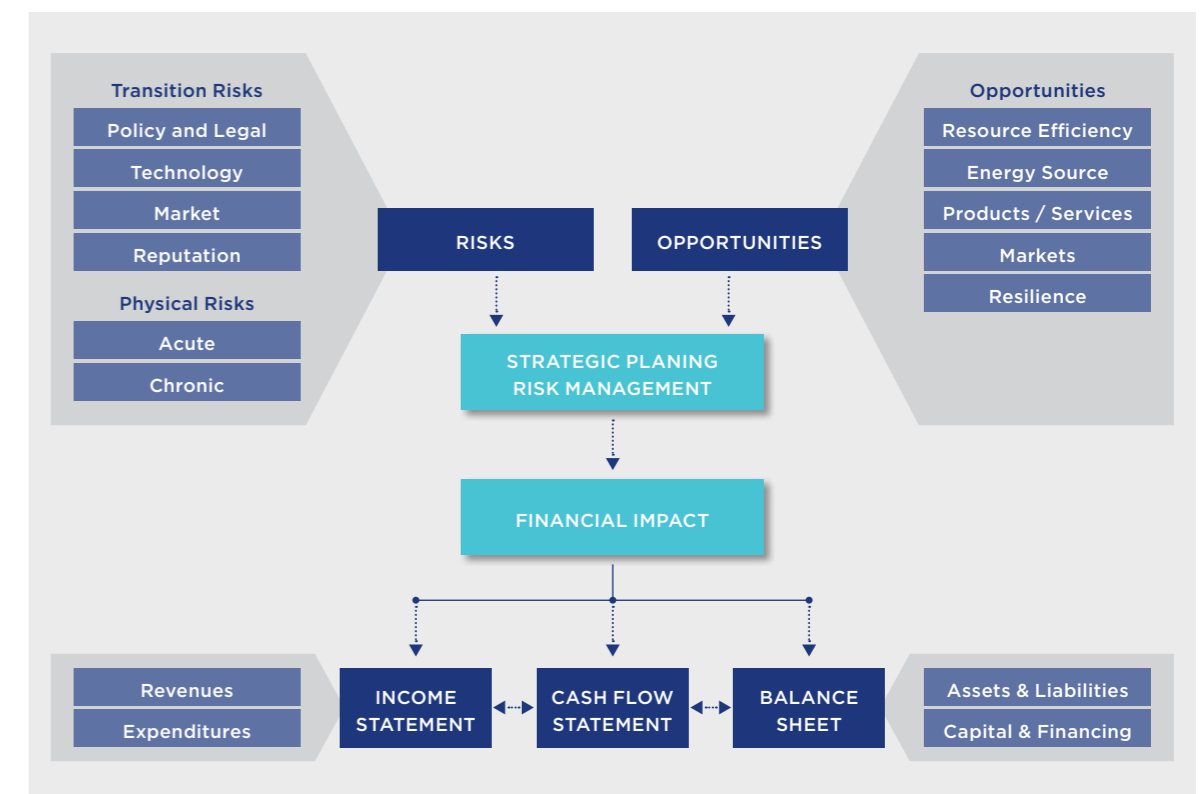 Transition Risks
Policy and Legal
Technology
Market
Reputation
Physical Risks
Acute
Chronic
RISKS
OPPORTUNITIES
Opportunities
Resource Efficiency
Energy Source
Products / Services
Markets
Resilience
STRATEGIC PLANING
RISK MANAGEMENT
FINANCIAL IMPACT
Revenues
Expenditures
INCOME
STATEMENT
CASH FLOW
STATEMENT
BALANCE
SHEET
Assets & Liabilities
Capital & Financing